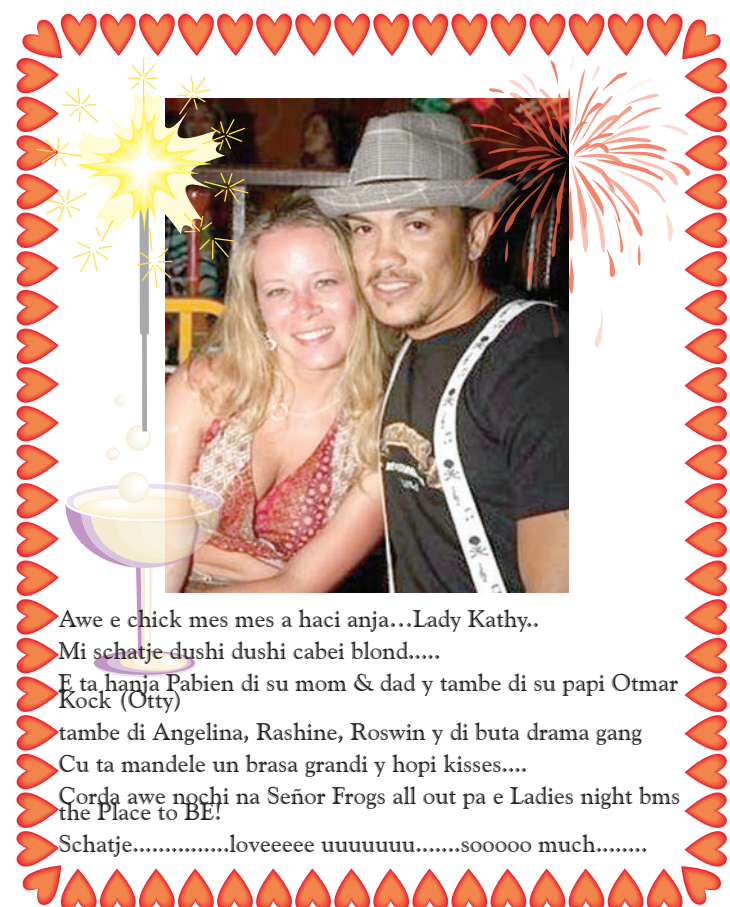 Awe e chick mes mes a haci anja...Lady Kathy..
Mi schatje dushi dushi cabei blond.....
E ta hanja Pabien di su mom & dad y tambe di su papi Otmar
Kock (Otty)
tambe di Angelina, Rashine, Roswin y di buta drama gang
Cu ta mandele un brasa grandi y hopi kisses....
Corda awe nochi na Señor Frogs all out pa e Ladies night bms
the Place to BE!
Schatje...............loveeeee uuuuuuu.......sooooo much........